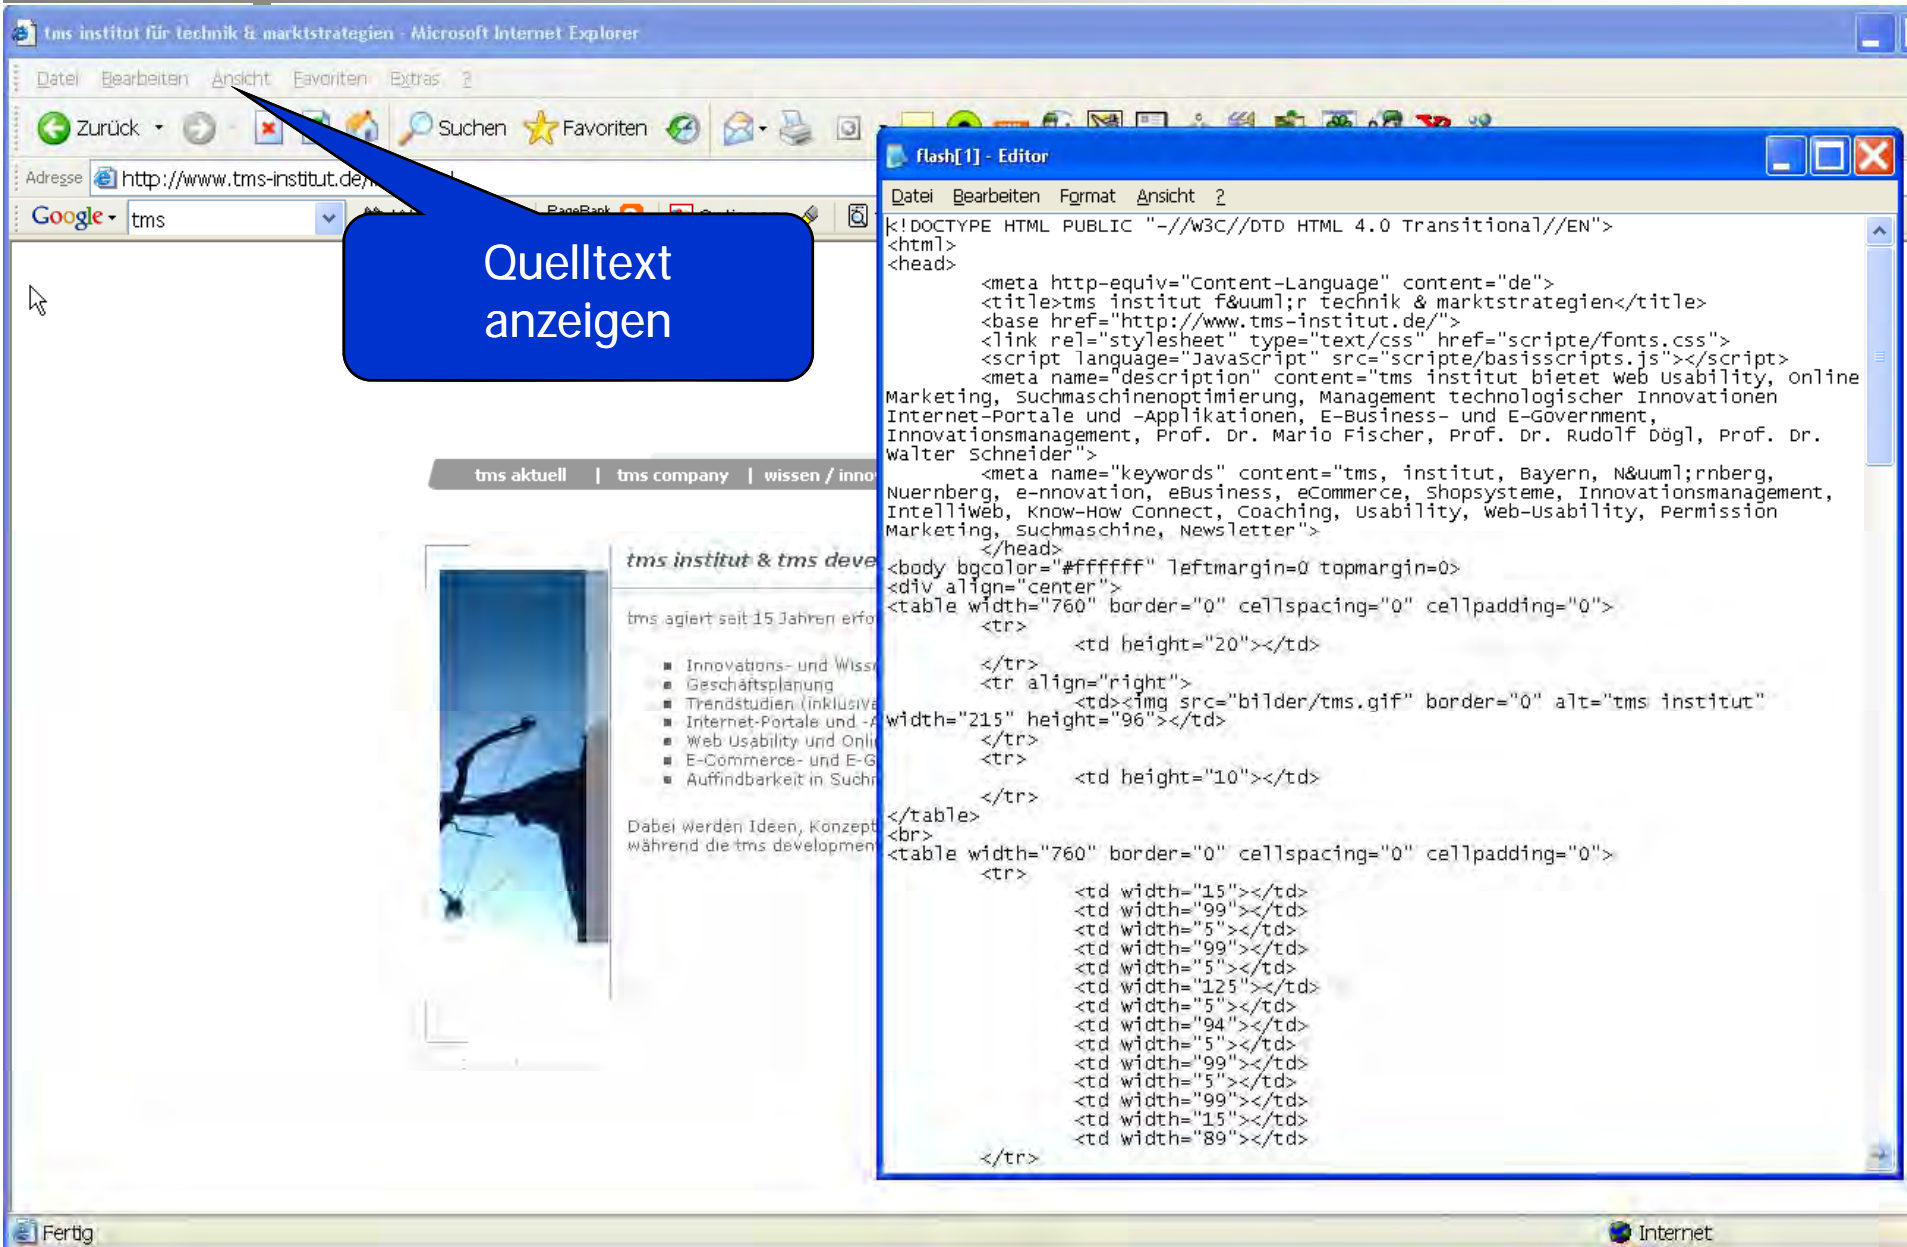 tms institut für technik & marktstrategien - Microsoft Internet Explorer
Datei Bearbeiten Ansicht Favoriten Extras ?
Zurück Suchen Favoriten
Adresse http://www.tms-institut.de/
Google tms PageBank
Quelltext
anzeigen
tms aktuell | tms company | wissen / inno
tms institut & tms deve
tms agiert seit 15 Jahren erfo
Innovations- und Wisse
Geschäftsplanung
Trendstudien (inklusive
Internet-Portale und -A
Web Usability und Onli
E-Commerce- und E-G
Auffindbarkeit in Suchm
Dabei werden Ideen, Konzept
während die tms development
flash[1] - Editor
Datei Bearbeiten Format Ansicht ?
<!DOCTYPE HTML PUBLIC "-//W3C//DTD HTML 4.0 Transitional//EN">
<html>
<head>
<meta http-equiv="Content-Language" content="de">
<title>tms institut f&uuml;r technik & marktstrategien</title>
<base href="http://www.tms-institut.de/">
<link rel="stylesheet" type="text/css" href="scripte/fonts.css">
<script language="JavaScript" src="scripte/basisscripts.js"></script>
<meta name="description" content="tms institut bietet Web Usability, Online
Marketing, Suchmaschinenoptimierung, Management technologischer Innovationen
Internet-Portale und -Applikationen, E-Business- und E-Government,
Innovationsmanagement, Prof. Dr. Mario Fischer, Prof. Dr. Rudolf Dögl, Prof. Dr.
Walter Schneider">
<meta name="keywords" content="tms, institut, Bayern, N&uuml;rnberg,
Nuernberg, e-nnovation, eBusiness, eCommerce, Shopsysteme, Innovationsmanagement,
IntelliWeb, Know-How Connect, Coaching, Usability, Web-Usability, Permission
Marketing, Suchmaschine, Newsletter">
</head>
<body bgcolor="#ffffff" leftmargin=0 topmargin=0>
<div align="center">
<table width="760" border="0" cellspacing="0" cellpadding="0">
<tr>
<td height="20"></td>
</tr>
<tr align="right">
<td><img src="bilder/tms.gif" border="0" alt="tms institut"
width="215" height="96"></td>
</tr>
<tr>
<td height="10"></td>
</tr>
</table>
<br>
<table width="760" border="0" cellspacing="0" cellpadding="0">
<tr>
<td width="15"></td>
<td width="99"></td>
<td width="5"></td>
<td width="99"></td>
<td width="5"></td>
<td width="125"></td>
<td width="5"></td>
<td width="94"></td>
<td width="5"></td>
<td width="99"></td>
<td width="5"></td>
<td width="99"></td>
<td width="15"></td>
<td width="89"></td>
</tr>
Fertig
Internet